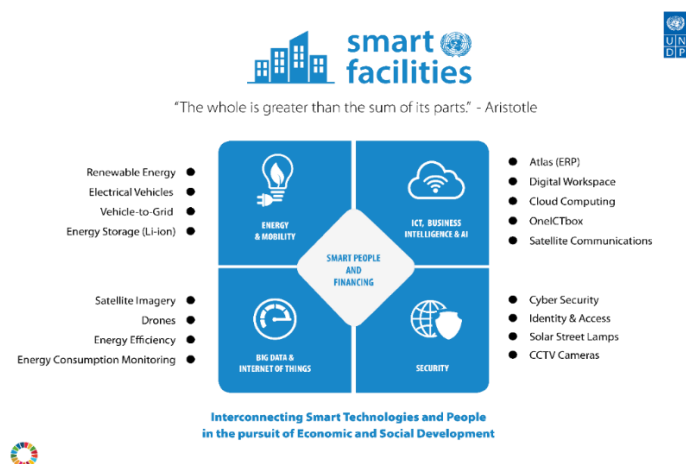 smart
facilities
U N
D P
“The whole is greater than the sum of its parts.” - Aristotle
Renewable Energy
Electrical Vehicles
Vehicle-to-Grid
Energy Storage (Li-ion)
ENERGY
& MOBILITY
ICT, BUSINESS
INTELLIGENCE & AI
Atlas (ERP)
Digital Workspace
Cloud Computing
OneICTbox
Satellite Communications
SMART PEOPLE
AND
FINANCING
Satellite Imagery
Drones
Energy Efficiency
Energy Consumption Monitoring
BIG DATA &
INTERNET OF THINGS
SECURITY
Cyber Security
Identity & Access
Solar Street Lamps
CCTV Cameras
Interconnecting Smart Technologies and People
in the pursuit of Economic and Social Development